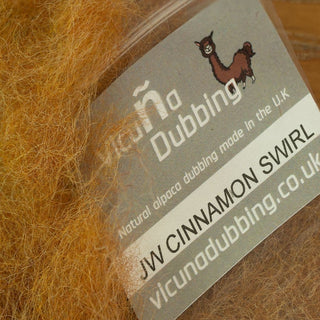 vicuña
Dubbing
Natural alpaca dubbing made in the U.K
JW CINNAMON SWIRL
vicunadubbing.co.uk